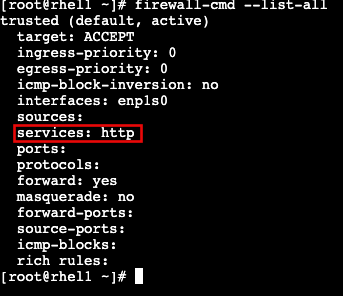 [root@rhel1 ~]# firewall-cmd --list-all
trusted (default, active)
target: ACCEPT
ingress-priority: 0
egress-priority: 0
icmp-block-inversion: no
interfaces: enp1s0
sources:
services: http
ports:
protocols:
forward: yes
masquerade: no
forward-ports:
source-ports:
icmp-blocks:
rich rules:
[root@rhel1 ~]#